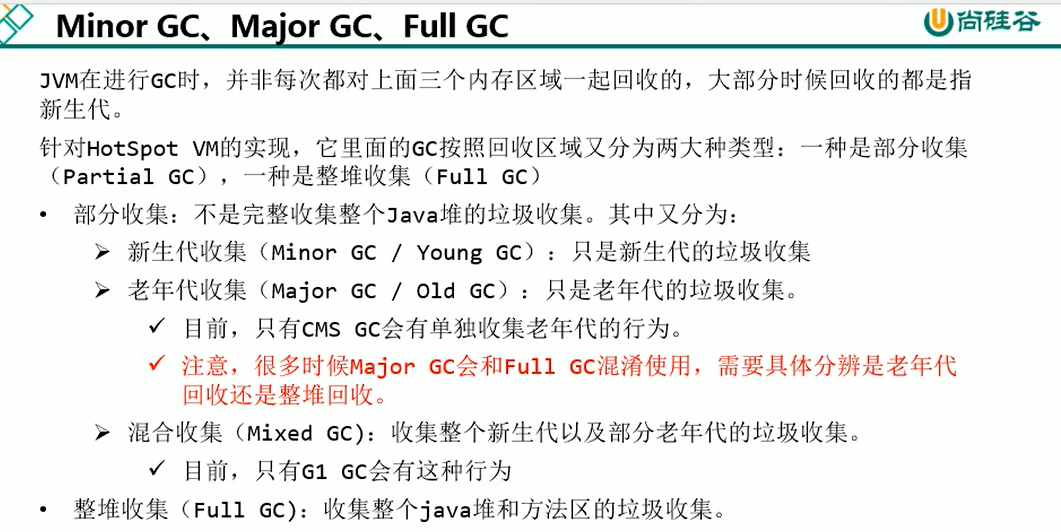 Minor GC、Major GC、Full GC
尚硅谷
JVM在进行GC时，并非每次都对上面三个内存区域一起回收的，大部分时候回收的都是指
新生代。
针对HotSpot VM的实现，它里面的GC按照回收区域又分为两大种类型：一种是部分收集
（Partial GC），一种是整堆收集（Full GC）
• 部分收集：不是完整收集整个Java堆的垃圾收集。其中又分为：
➢ 新生代收集（Minor GC / Young GC）：只是新生代的垃圾收集
➢ 老年代收集（Major GC / Old GC）：只是老年代的垃圾收集。
✓ 目前，只有CMS GC会有单独收集老年代的行为。
✓ 注意，很多时候Major GC会和Full GC混淆使用，需要具体分辨是老年代
回收还是整堆回收。
➢ 混合收集（Mixed GC)：收集整个新生代以及部分老年代的垃圾收集。
✓ 目前，只有G1 GC会有这种行为
• 整堆收集（Full GC)：收集整个java堆和方法区的垃圾收集。